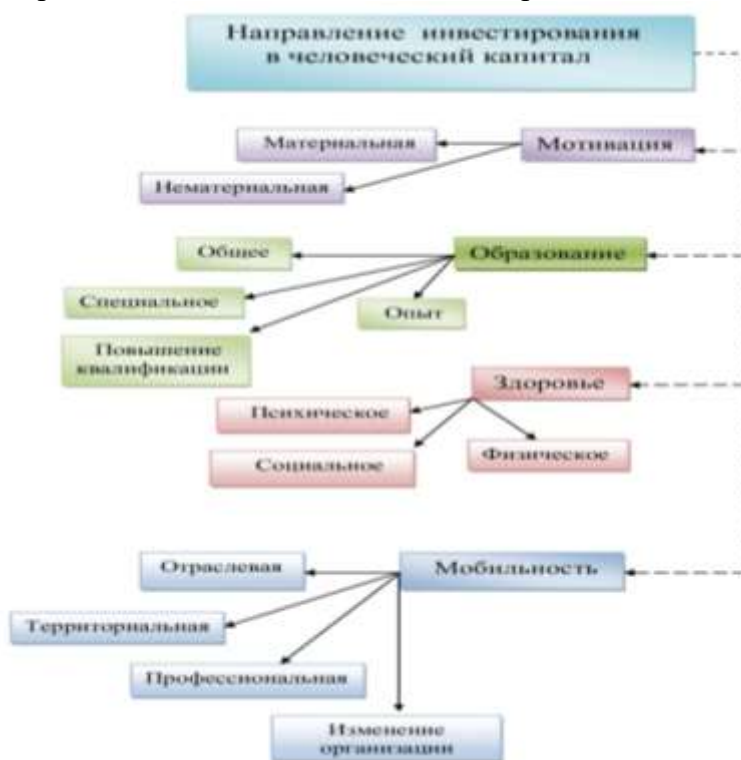 Направление инвестирования
в человеческий капитал
Материальная
Мотивация
Нематериальная
Общее
Образование
Специальное
Опыт
Повышение
квалификации
Здоровье
Психическое
Социальное
Физическое
Отраслевая
Мобильность
Территориальная
Профессиональная
Изменение
организации